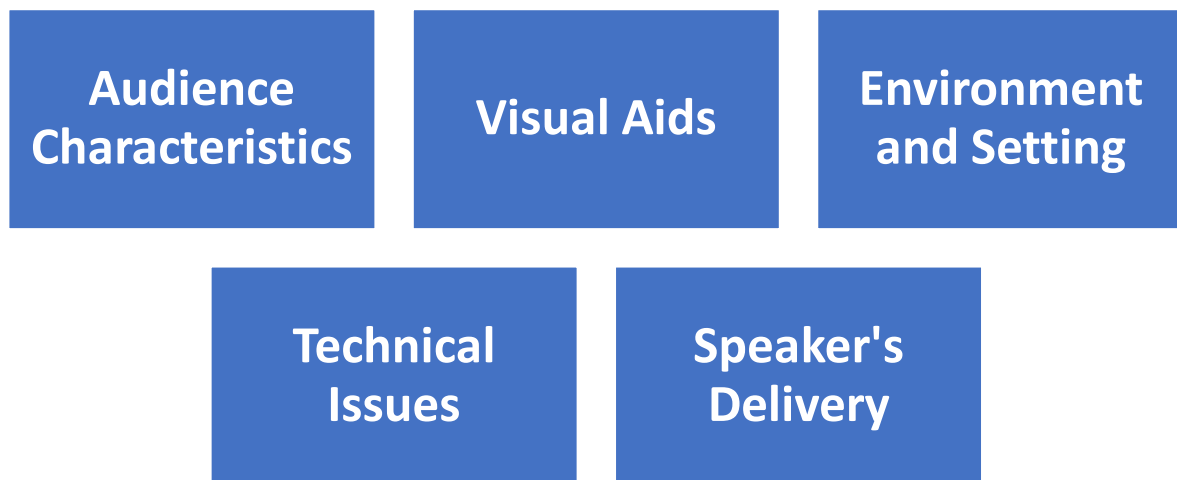 Audience
Characteristics
Visual Aids
Environment
and Setting
Technical
Issues
Speaker's
Delivery